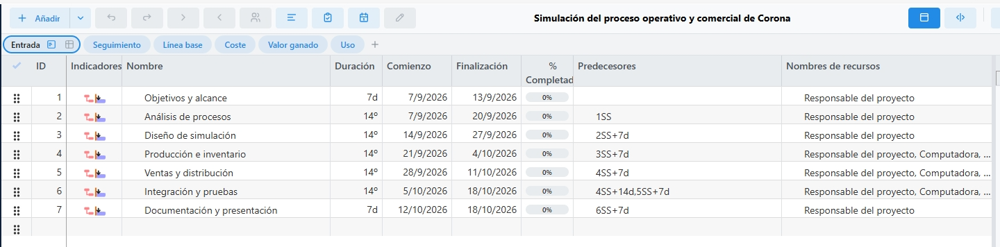 Añadir Simulación del proceso operativo y comercial de Corona
Entrada Seguimiento Línea base Coste Valor ganado Uso
ID Indicadores Nombre Duración Comienzo Finalización % Completad Predecesores Nombres de recursos
1 Objetivos y alcance 7d 7/9/2026 13/9/2026 0% Responsable del proyecto
2 Análisis de procesos 14º 7/9/2026 20/9/2026 0% 1SS Responsable del proyecto
3 Diseño de simulación 14º 14/9/2026 27/9/2026 0% 2SS+7d Responsable del proyecto
4 Producción e inventario 14º 21/9/2026 4/10/2026 0% 3SS+7d Responsable del proyecto, Computadora, ...
5 Ventas y distribución 14º 28/9/2026 11/10/2026 0% 4SS+7d Responsable del proyecto, Computadora, ...
6 Integración y pruebas 14º 5/10/2026 18/10/2026 0% 4SS+14d,5SS+7d Responsable del proyecto, Computadora, ...
7 Documentación y presentación 7d 12/10/2026 18/10/2026 0% 6SS+7d Responsable del proyecto